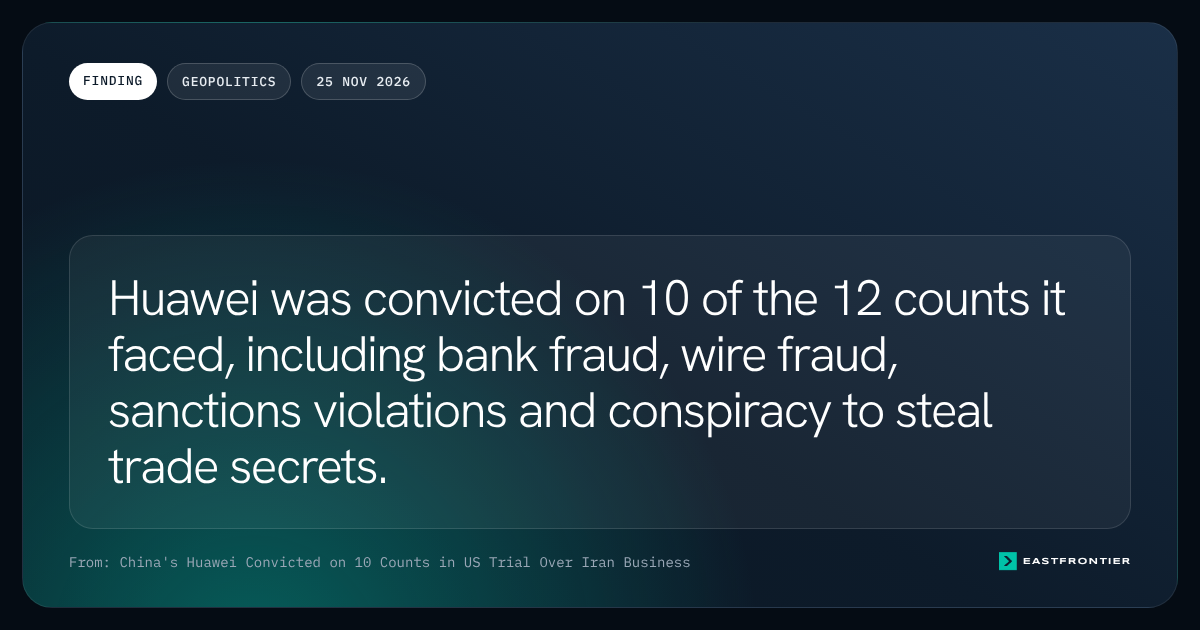 FINDING
GEOPOLITICS
25 NOV 2026
Huawei was convicted on 10 of the 12 counts it
faced, including bank fraud, wire fraud,
sanctions violations and conspiracy to steal
trade secrets.
From: China's Huawei Convicted on 10 Counts in US Trial Over Iran Business
EASTFRONTIER